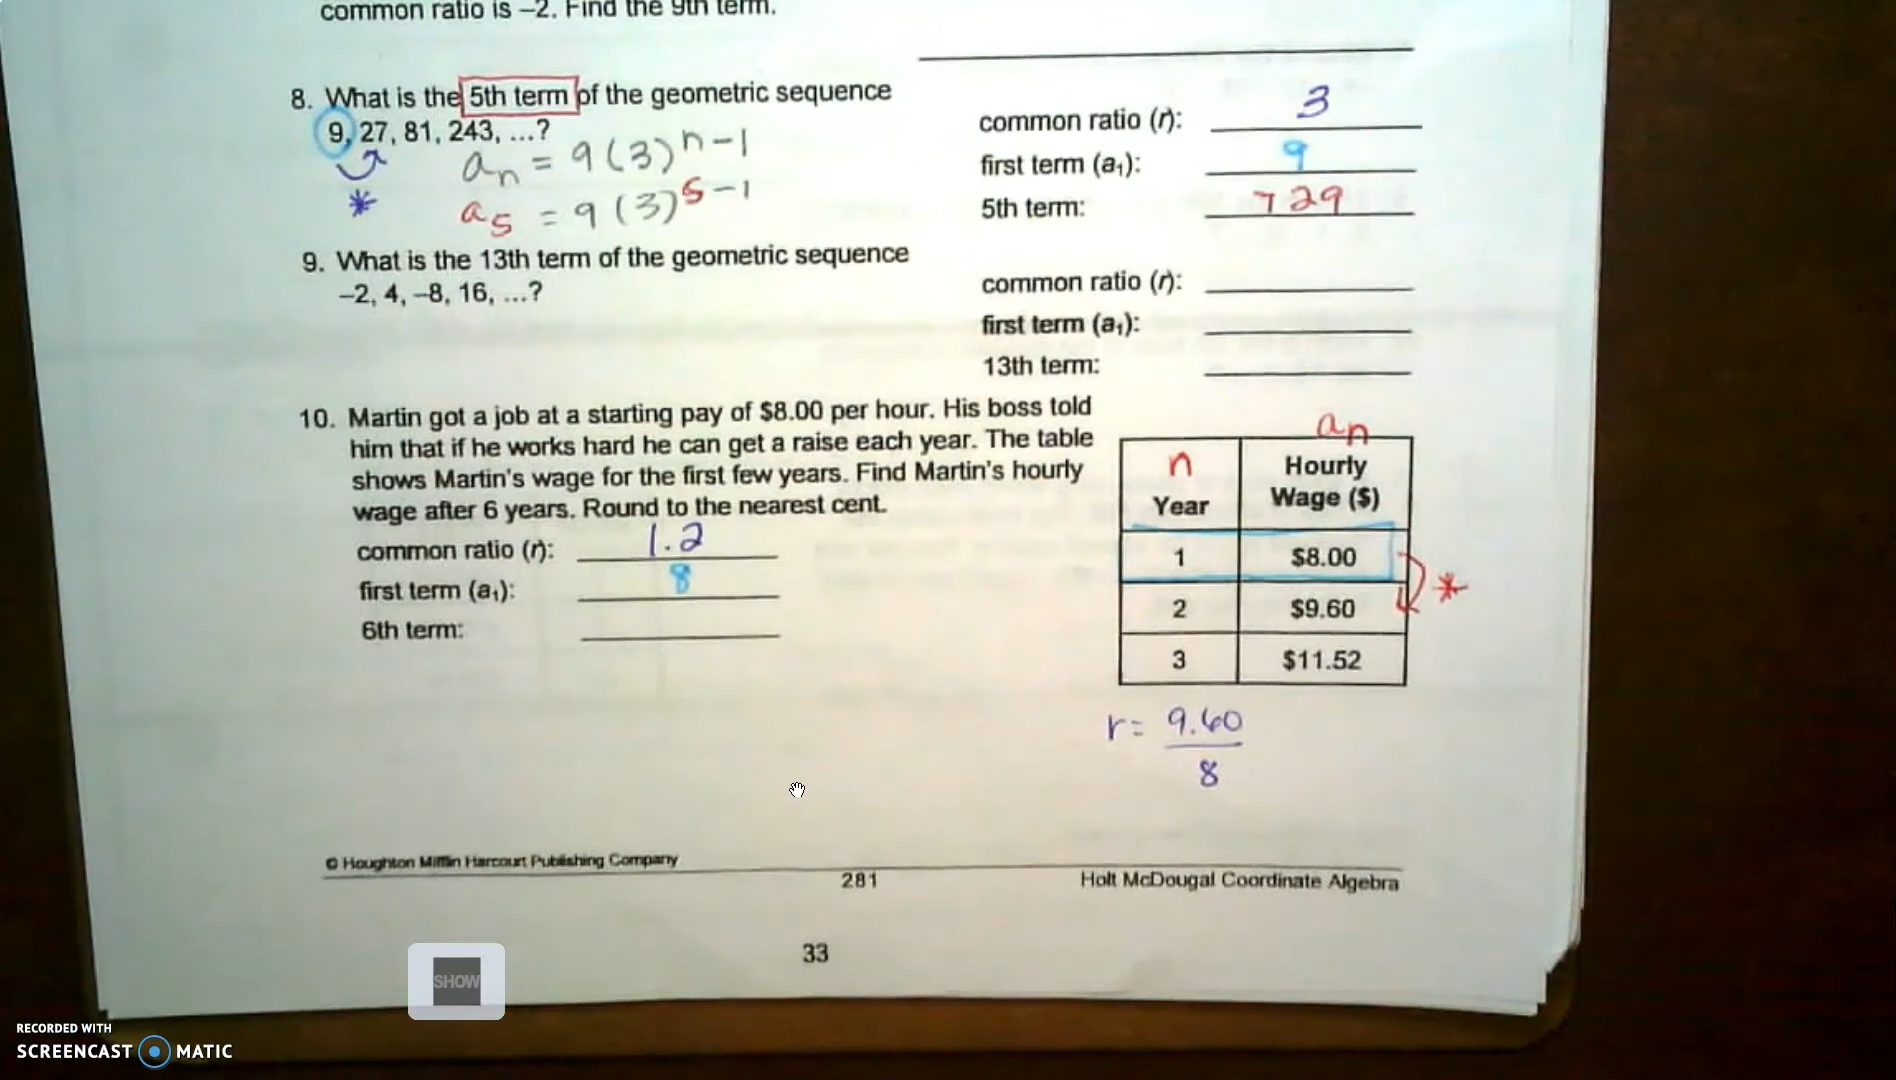 common ratio is –2. Find the 9th term.
8. What is the 5th term of the geometric sequence
9, 27, 81, 243, ...?
aₙ = 9(3)ⁿ⁻¹
*
a₅ = 9(3)⁵⁻¹
common ratio (r): 3
first term (a₁): 9
5th term: 729
9. What is the 13th term of the geometric sequence
–2, 4, –8, 16, ...?
common ratio (r):
first term (a₁):
13th term:
10. Martin got a job at a starting pay of $8.00 per hour. His boss told
him that if he works hard he can get a raise each year. The table
shows Martin's wage for the first few years. Find Martin's hourly
wage after 6 years. Round to the nearest cent.
common ratio (r): 1.2
first term (a₁): 8
6th term:
n aₙ
Year Hourly Wage ($)
1 $8.00
2 $9.60
3 $11.52
*
r = 9.60
8
© Houghton Mifflin Harcourt Publishing Company
281
Holt McDougal Coordinate Algebra
33
SHOW
RECORDED WITH
SCREENCAST MATIC